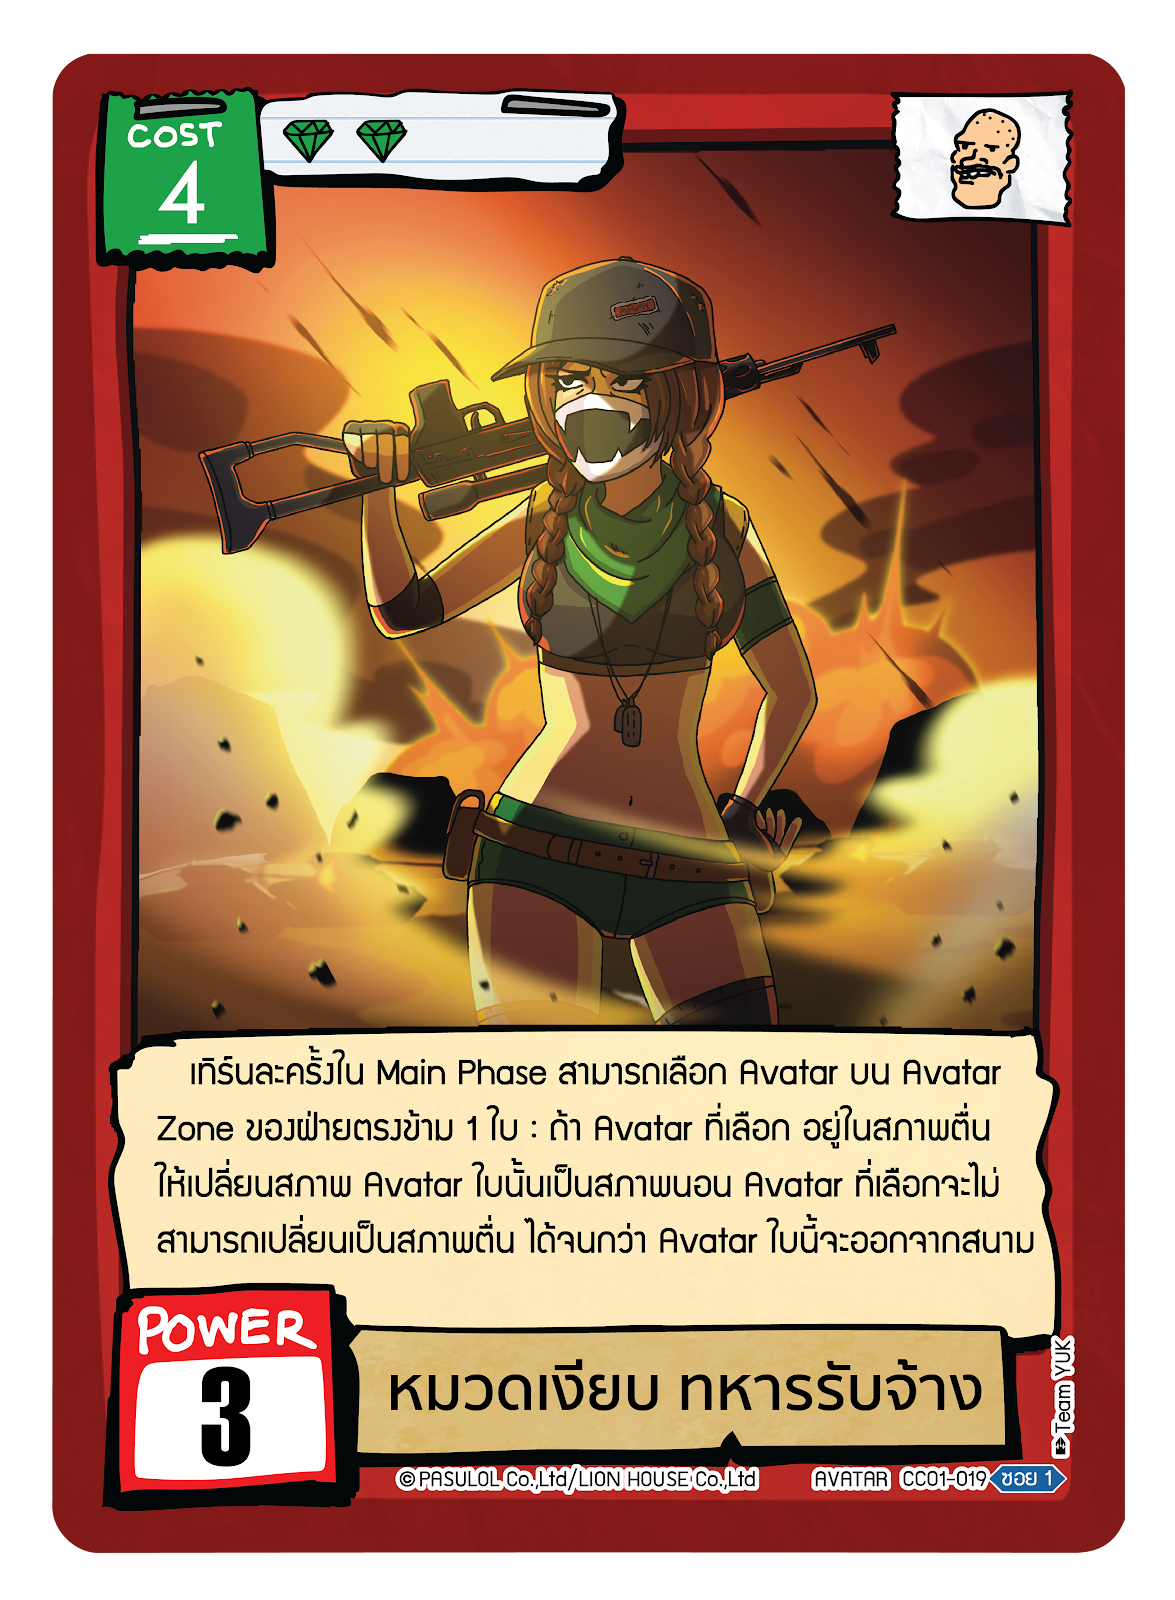 COST
4
เทิร์นละครั้งใน Main Phase สามารถเลือก Avatar บน Avatar
Zone ของฝ่ายตรงข้าม 1 ใบ : ถ้า Avatar ที่เลือก อยู่ในสภาพตื่น
ให้เปลี่ยนสภาพ Avatar ใบนั้นเป็นสภาพนอน Avatar ที่เลือกจะไม่
สามารถเปลี่ยนเป็นสภาพตื่น ได้จนกว่า Avatar ใบนี้จะออกจากสนาม
POWER
3
หมวดเงียบ ทหารรับจ้าง
Team YUK
© PASULOL Co.,Ltd/LION HOUSE Co.,Ltd
AVATAR CC01-019 ซอย 1